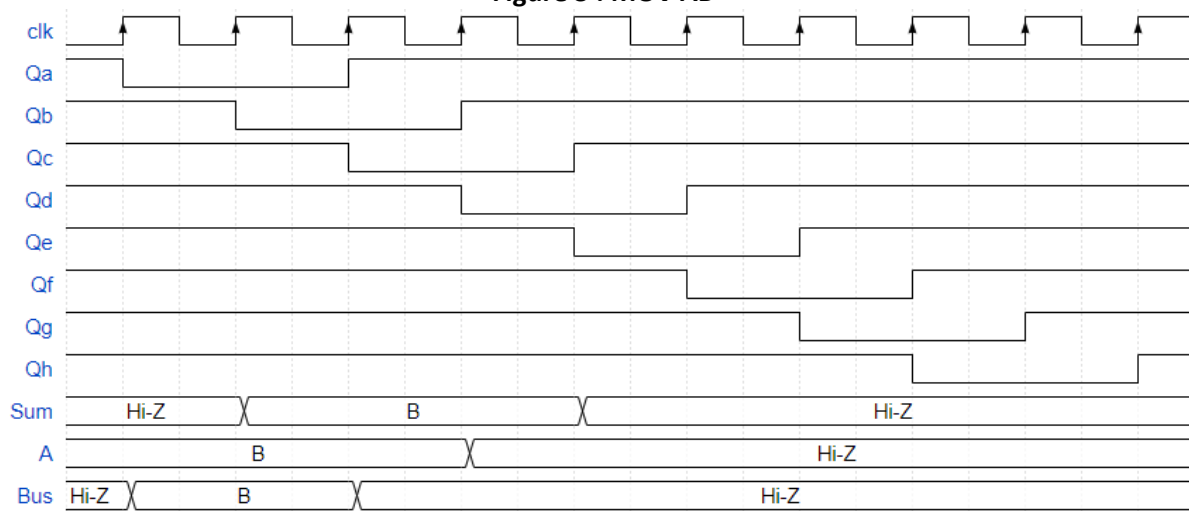 clk
Qa
Qb
Qc
Qd
Qe
Qf
Qg
Qh
Sum Hi-Z B Hi-Z
A B Hi-Z
Bus Hi-Z B Hi-Z